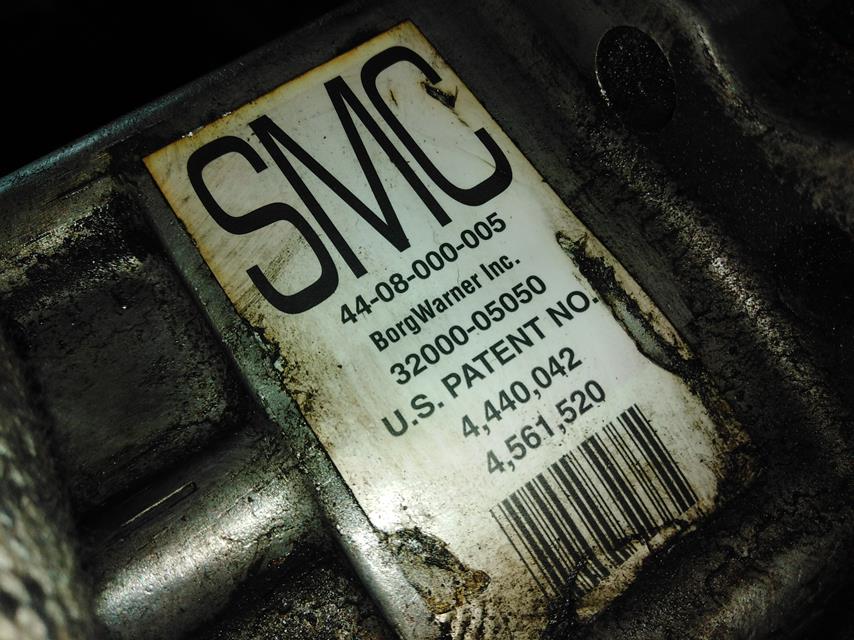 SMC
44-08-000-005
BorgWarner Inc.
32000-05050
U.S. PATENT NO.
4,440,042
4,561,520